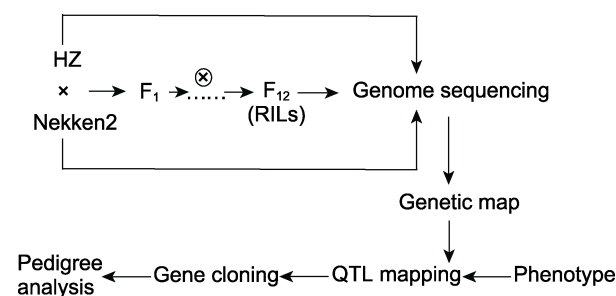 HZ
×
Nekken2
F₁
⊗
......
F₁₂
(RILs)
Genome sequencing
Genetic map
Pedigree
analysis
Gene cloning
QTL mapping
Phenotype